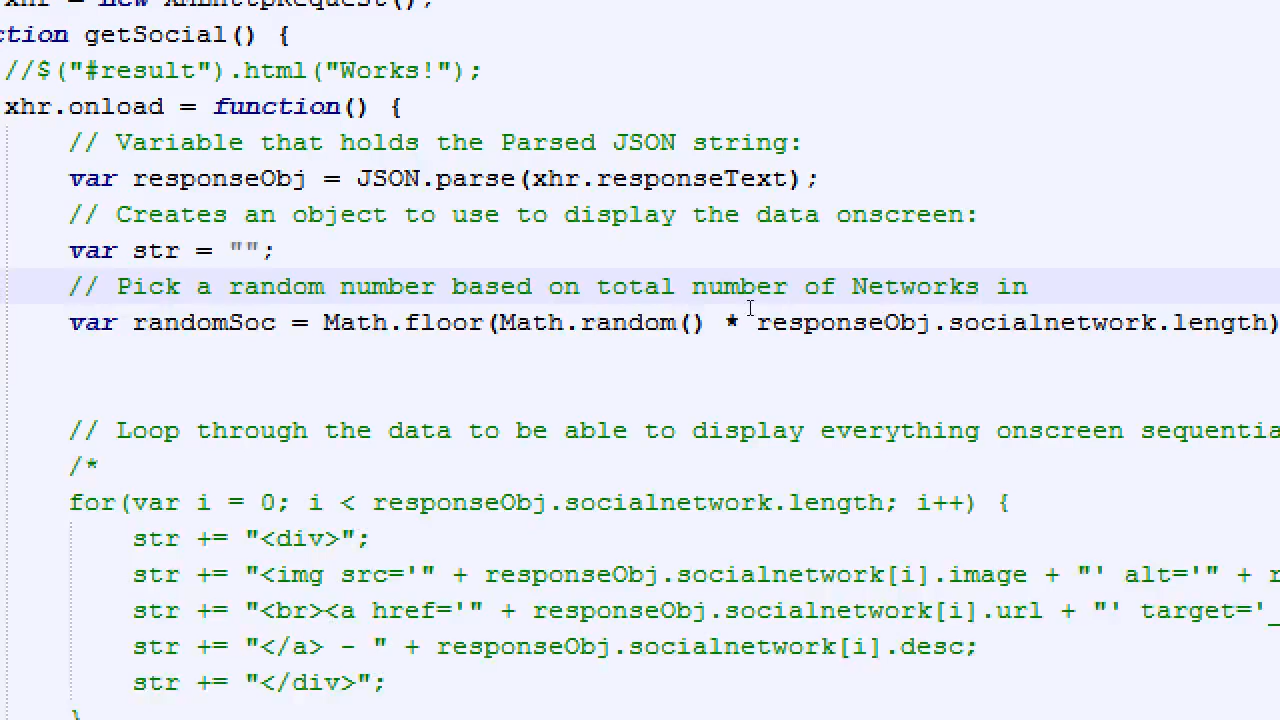 xhr = new XMLHttpRequest();
ction getSocial() {
//$("#result").html("Works!");
xhr.onload = function() {
// Variable that holds the Parsed JSON string:
var responseObj = JSON.parse(xhr.responseText);
// Creates an object to use to display the data onscreen:
var str = "";
// Pick a random number based on total number of Networks in
var randomSoc = Math.floor(Math.random() * responseObj.socialnetwork.length)
// Loop through the data to be able to display everything onscreen sequentia
/*
for(var i = 0; i < responseObj.socialnetwork.length; i++) {
str += "<div>";
str += "<img src='" + responseObj.socialnetwork[i].image + "' alt='" + r
str += "<br><a href='" + responseObj.socialnetwork[i].url + "' target='_
str += "</a> - " + responseObj.socialnetwork[i].desc;
str += "</div>";
}